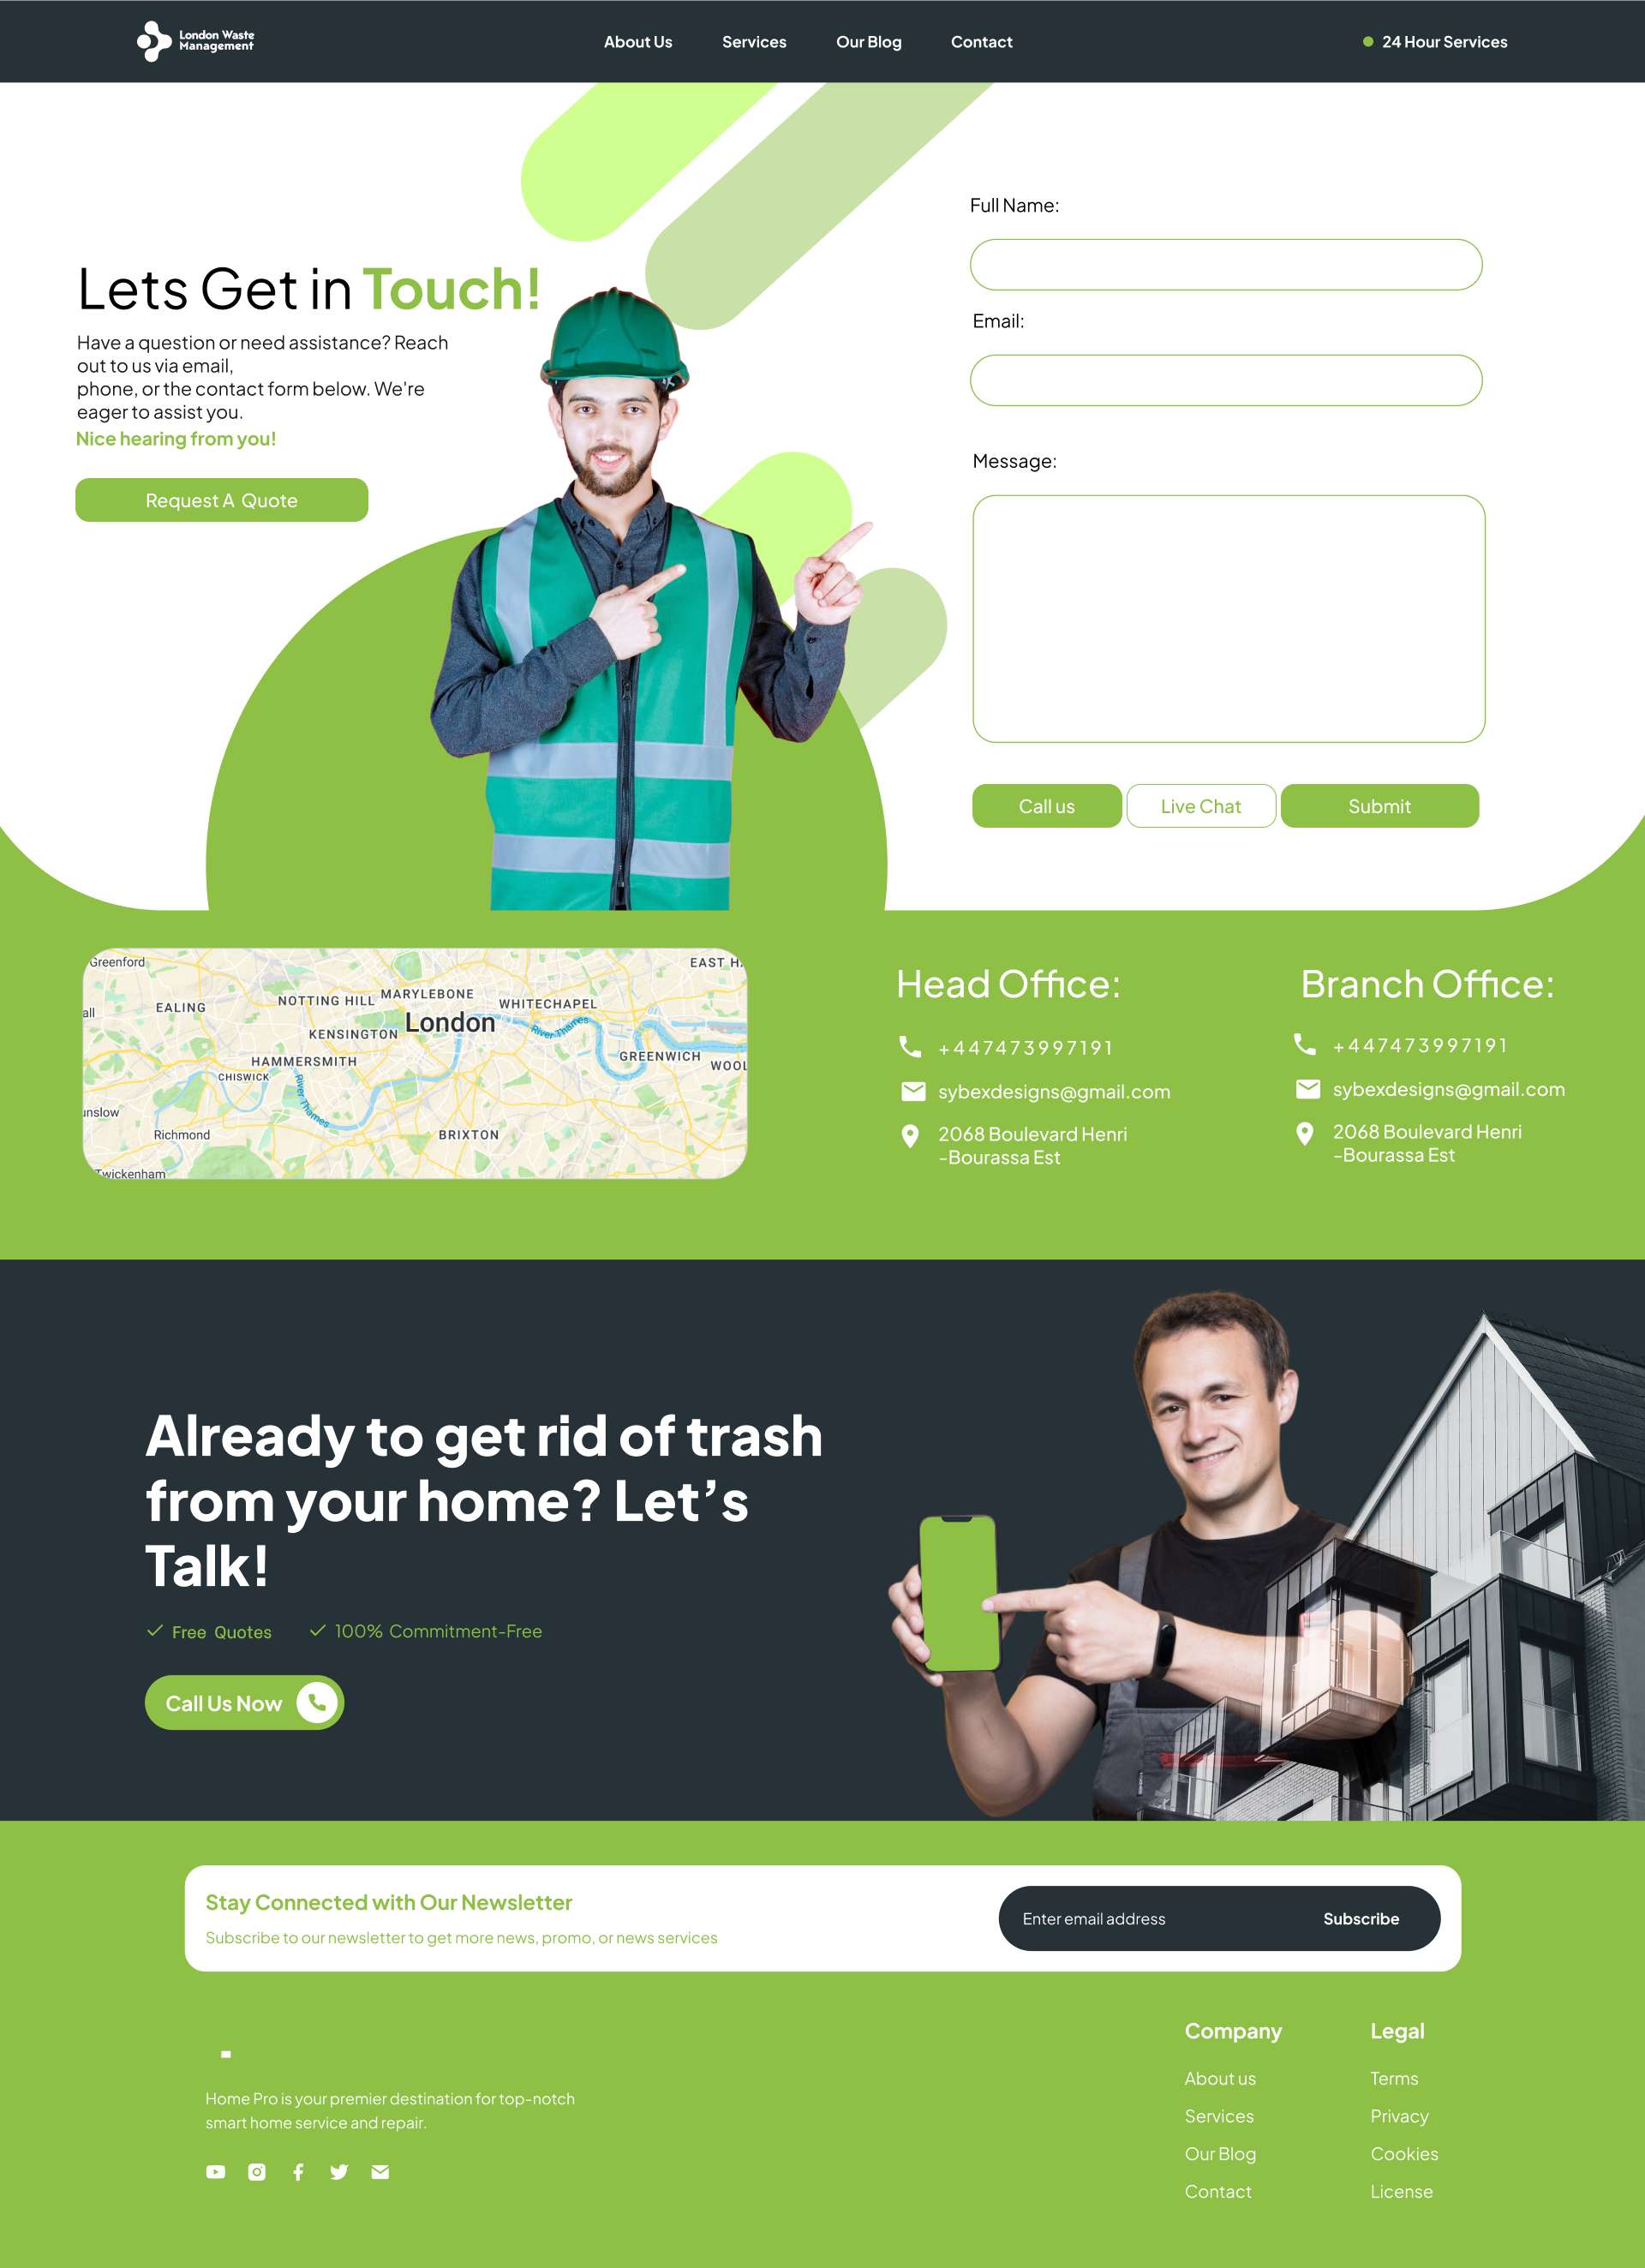 London Waste
Management
About Us
Services
Our Blog
Contact
24 Hour Services
Lets Get in Touch!
Have a question or need assistance? Reach
out to us via email,
phone, or the contact form below. We're
eager to assist you.
Nice hearing from you!
Request A Quote
Full Name:
Email:
Message:
Call us
Live Chat
Submit
Greenford
EAST H
all
EALING
NOTTING HILL
MARYLEBONE
WHITECHAPEL
London
River Thames
KENSINGTON
HAMMERSMITH
GREENWICH
CHISWICK
WOOL
River Thames
unslow
Richmond
BRIXTON
Twickenham
Head Office:
+447473997191
sybexdesigns@gmail.com
2068 Boulevard Henri
-Bourassa Est
Branch Office:
+447473997191
sybexdesigns@gmail.com
2068 Boulevard Henri
-Bourassa Est
Already to get rid of trash
from your home? Let’s
Talk!
Free Quotes
100% Commitment-Free
Call Us Now
Stay Connected with Our Newsletter
Subscribe to our newsletter to get more news, promo, or news services
Enter email address
Subscribe
Home Pro is your premier destination for top-notch
smart home service and repair.
Company
About us
Services
Our Blog
Contact
Legal
Terms
Privacy
Cookies
License